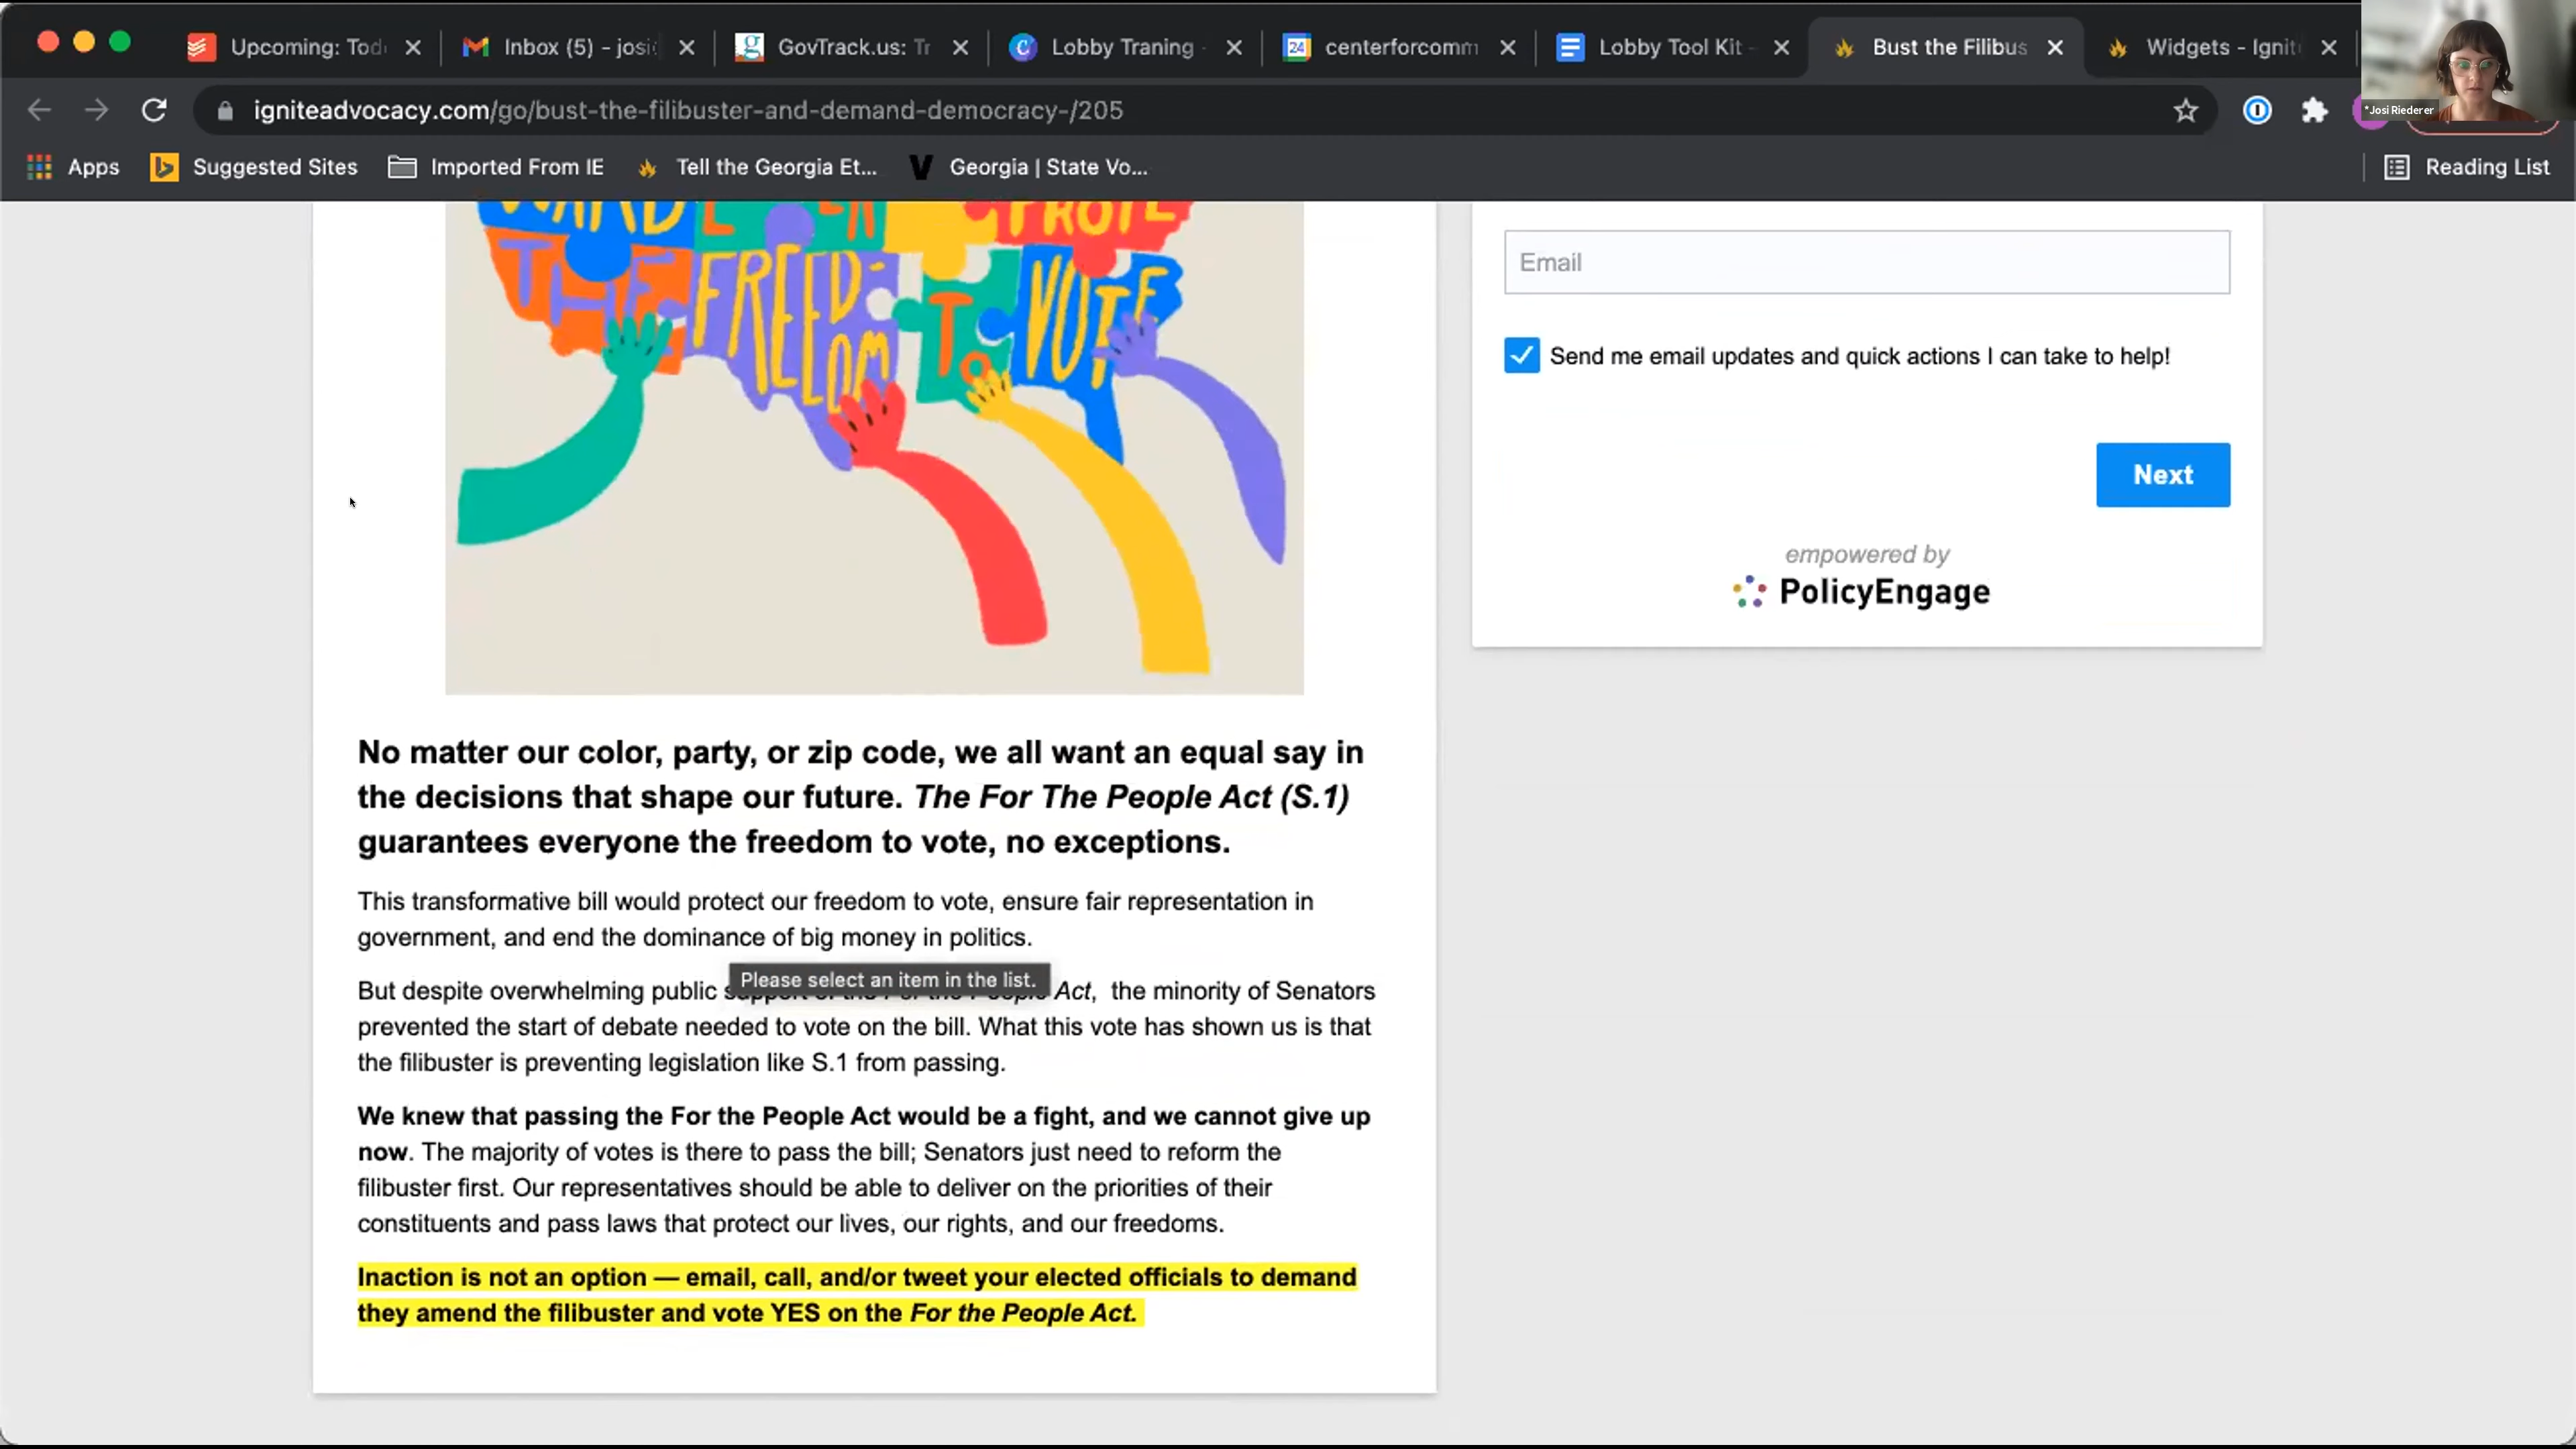 Upcoming: Tod
Inbox (5) - josi
GovTrack.us: Tr
Lobby Traning -
centerforcomm
Lobby Tool Kit -
Bust the Filibus
Widgets - Ignit
*Josi Riederer
igniteadvocacy.com/go/bust-the-filibuster-and-demand-democracy-/205
Apps
Suggested Sites
Imported From IE
Tell the Georgia Et...
Georgia | State Vo...
Reading List
THE FREED-
OM
TO
VOTE
Email
Send me email updates and quick actions I can take to help!
Next
empowered by
PolicyEngage
No matter our color, party, or zip code, we all want an equal say in
the decisions that shape our future. The For The People Act (S.1)
guarantees everyone the freedom to vote, no exceptions.
This transformative bill would protect our freedom to vote, ensure fair representation in
government, and end the dominance of big money in politics.
Please select an item in the list.
But despite overwhelming public support of the For the People Act, the minority of Senators
prevented the start of debate needed to vote on the bill. What this vote has shown us is that
the filibuster is preventing legislation like S.1 from passing.
We knew that passing the For the People Act would be a fight, and we cannot give up
now. The majority of votes is there to pass the bill; Senators just need to reform the
filibuster first. Our representatives should be able to deliver on the priorities of their
constituents and pass laws that protect our lives, our rights, and our freedoms.
Inaction is not an option — email, call, and/or tweet your elected officials to demand
they amend the filibuster and vote YES on the For the People Act.